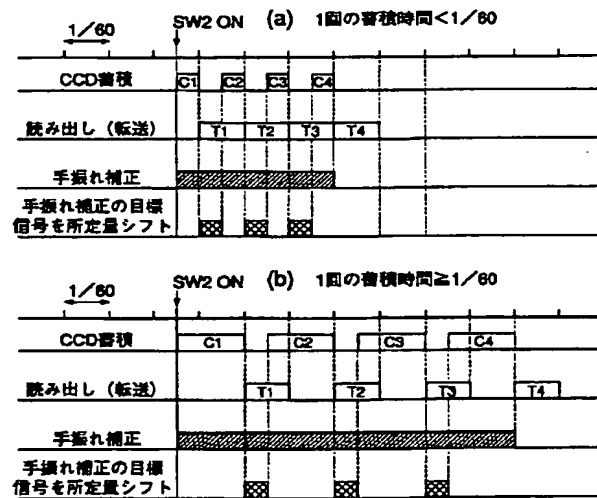 (a)
1/60 SW2 ON 1回の蓄積時間<1/60
CCD蓄積 C1 C2 C3 C4
読み出し(転送) T1 T2 T3 T4
手振れ補正
手振れ補正の目標
信号を所定量シフト
(b)
1/60 SW2 ON 1回の蓄積時間≧1/60
CCD蓄積 C1 C2 C3 C4
読み出し(転送) T1 T2 T3 T4
手振れ補正
手振れ補正の目標
信号を所定量シフト